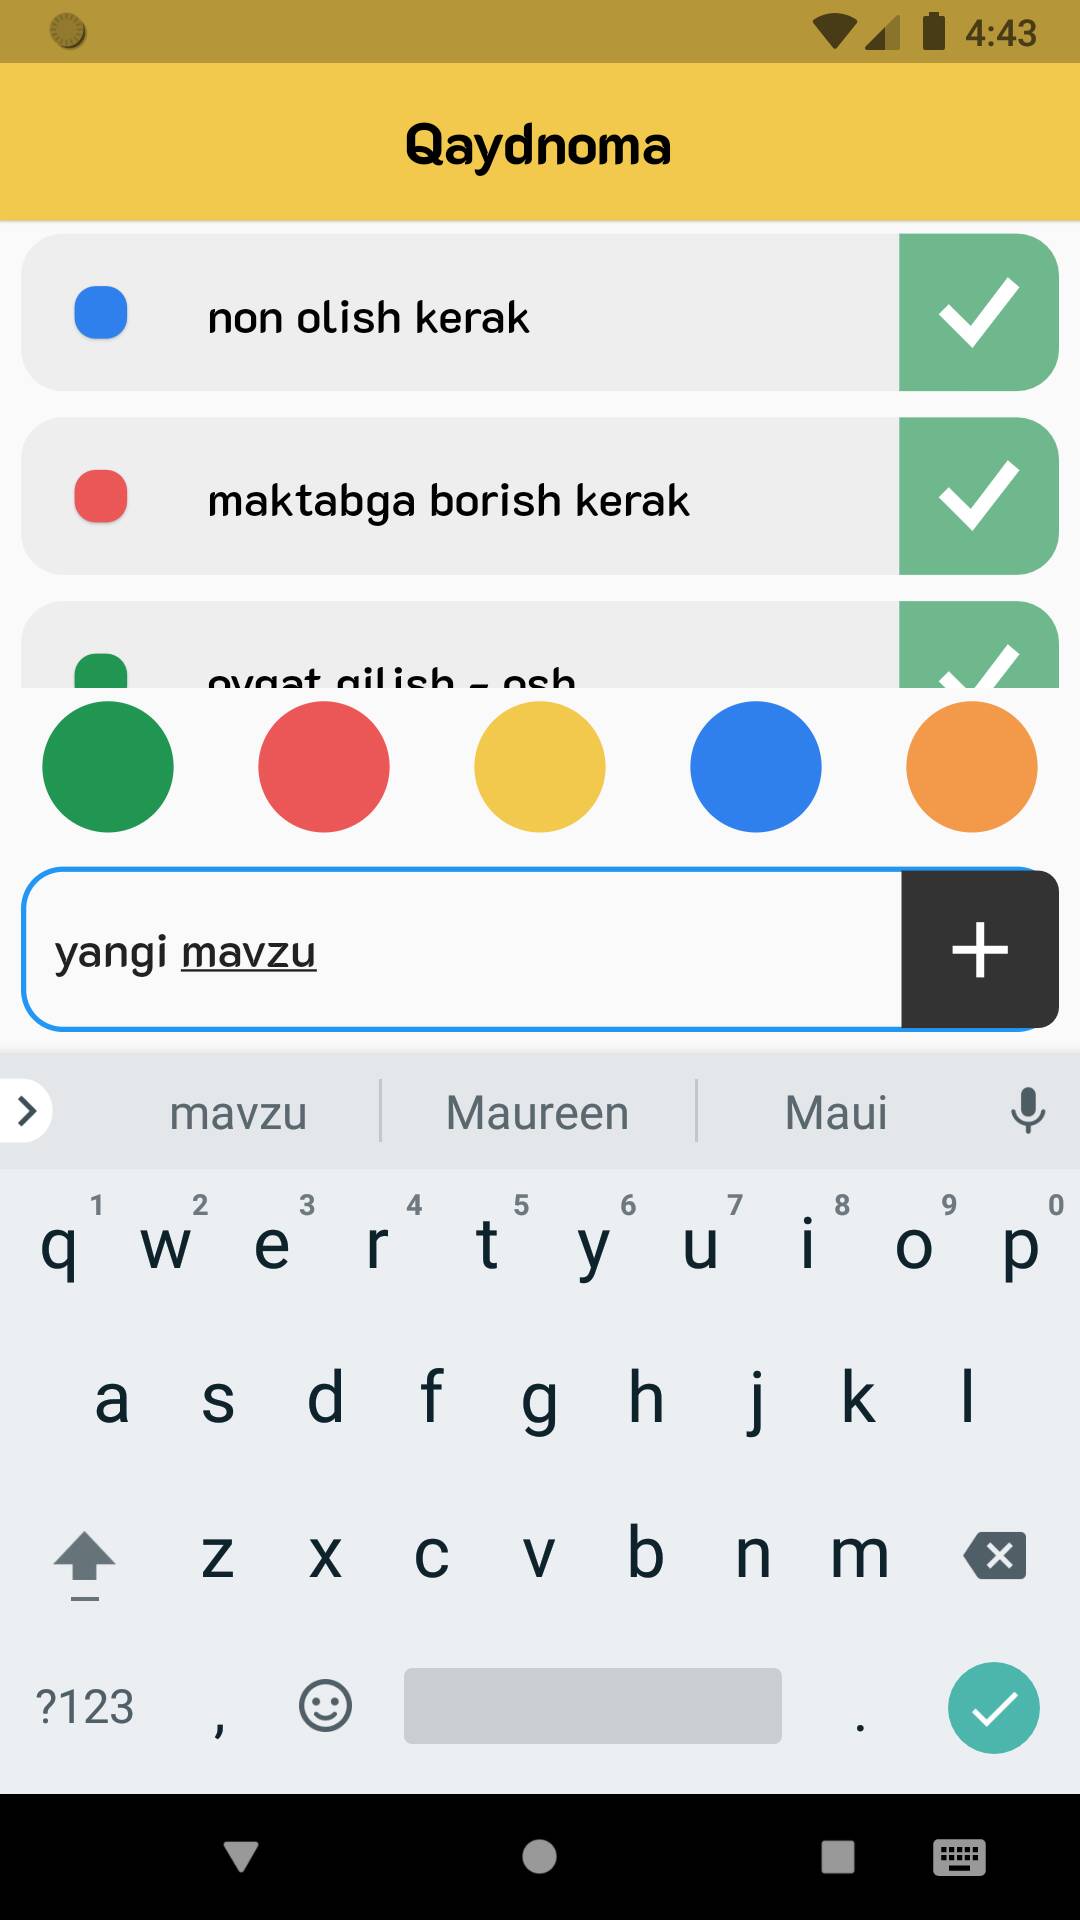 4:43
Qaydnoma
non olish kerak
maktabga borish kerak
ovqat qilish - osh
yangi mavzu
mavzu Maureen Maui
1 2 3 4 5 6 7 8 9 0
q w e r t y u i o p
a s d f g h j k l
z x c v b n m
?123 , .